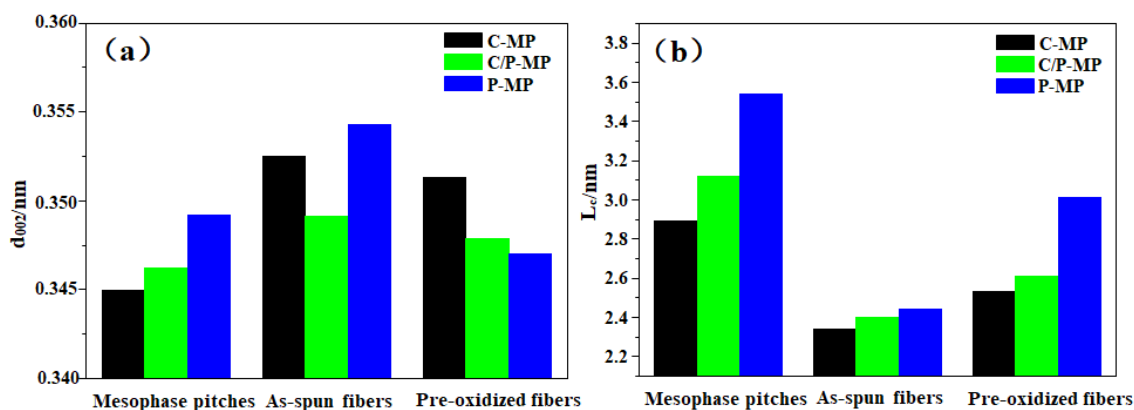 (a)
C-MP
C/P-MP
P-MP
0.360
0.355
0.350
0.345
0.340
d002/nm
Mesophase pitches As-spun fibers Pre-oxidized fibers
(b)
C-MP
C/P-MP
P-MP
3.8
3.6
3.4
3.2
3.0
2.8
2.6
2.4
2.2
Lc/nm
Mesophase pitches As-spun fibers Pre-oxidized fibers